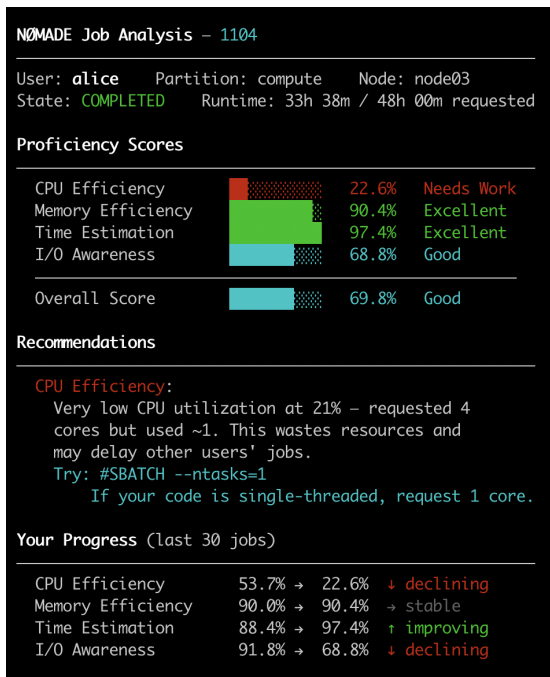 NØMADE Job Analysis — 1104
User: alice Partition: compute Node: node03
State: COMPLETED Runtime: 33h 38m / 48h 00m requested
Proficiency Scores
CPU Efficiency 22.6% Needs Work
Memory Efficiency 90.4% Excellent
Time Estimation 97.4% Excellent
I/O Awareness 68.8% Good
Overall Score 69.8% Good
Recommendations
CPU Efficiency:
Very low CPU utilization at 21% — requested 4
cores but used ~1. This wastes resources and
may delay other users' jobs.
Try: #SBATCH --ntasks=1
If your code is single-threaded, request 1 core.
Your Progress (last 30 jobs)
CPU Efficiency 53.7% → 22.6% ↓ declining
Memory Efficiency 90.0% → 90.4% → stable
Time Estimation 88.4% → 97.4% ↑ improving
I/O Awareness 91.8% → 68.8% ↓ declining